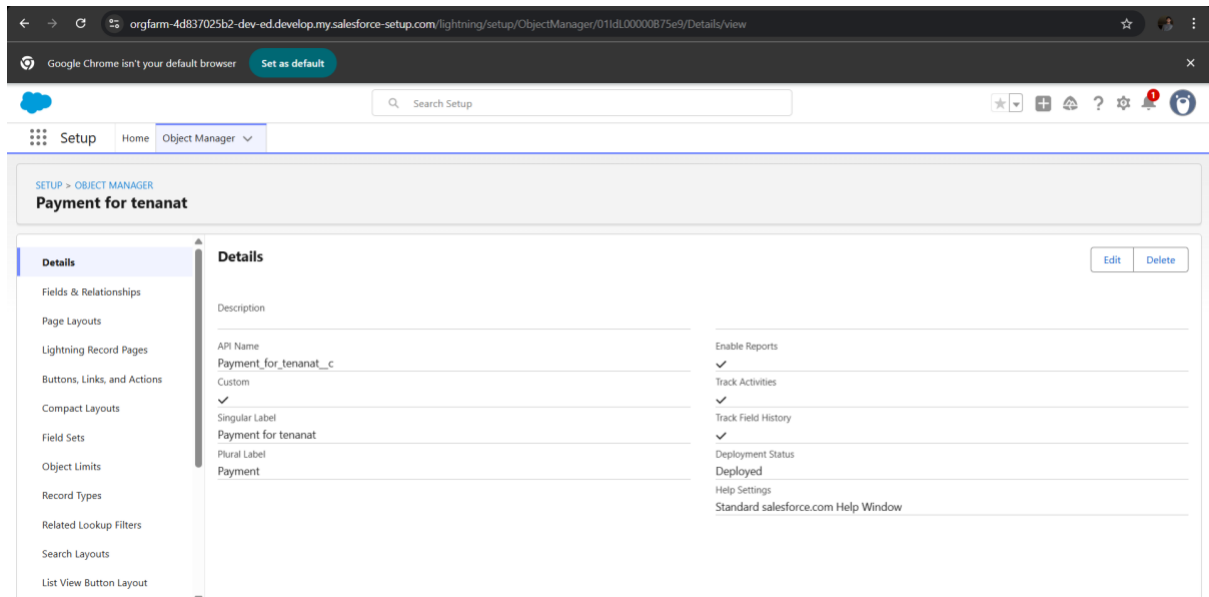 orgfarm-4d837025b2-dev-ed.develop.my.salesforce-setup.com/lightning/setup/ObjectManager/01IdL00000B75e9/Details/view
Google Chrome isn't your default browser Set as default
Search Setup
1
Setup Home Object Manager
SETUP > OBJECT MANAGER
Payment for tenanat
Details
Fields & Relationships
Page Layouts
Lightning Record Pages
Buttons, Links, and Actions
Compact Layouts
Field Sets
Object Limits
Record Types
Related Lookup Filters
Search Layouts
List View Button Layout
Details
Edit Delete
Description
API Name
Payment_for_tenanat__c
Custom
Singular Label
Payment for tenanat
Plural Label
Payment
Enable Reports
Track Activities
Track Field History
Deployment Status
Deployed
Help Settings
Standard salesforce.com Help Window